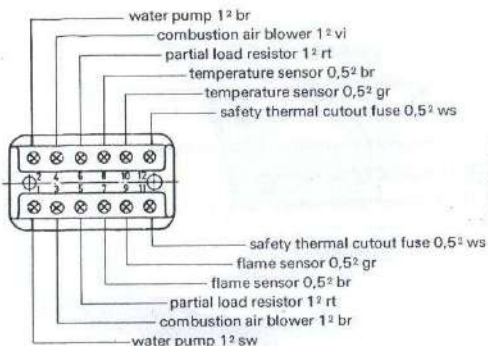 water pump 1² br
combustion air blower 1² vi
partial load resistor 1² rt
temperature sensor 0,5² br
temperature sensor 0,5² gr
safety thermal cutout fuse 0,5² ws
2 4 6 8 10 12
1 3 5 7 9 11
safety thermal cutout fuse 0,5² ws
flame sensor 0,5² gr
flame sensor 0,5² br
partial load resistor 1² rt
combustion air blower 1² br
water pump 1² sw